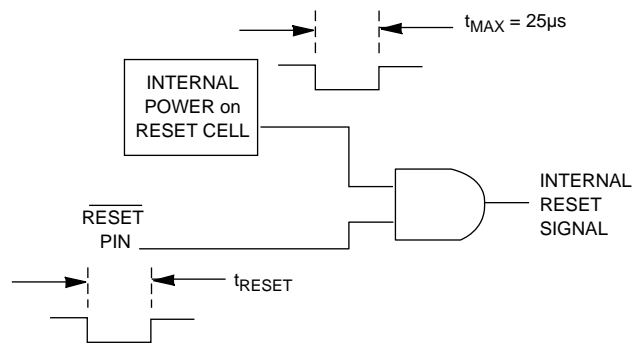 tMAX = 25µs
INTERNAL
POWER on
RESET CELL
INTERNAL
RESET
SIGNAL
RESET
PIN
tRESET